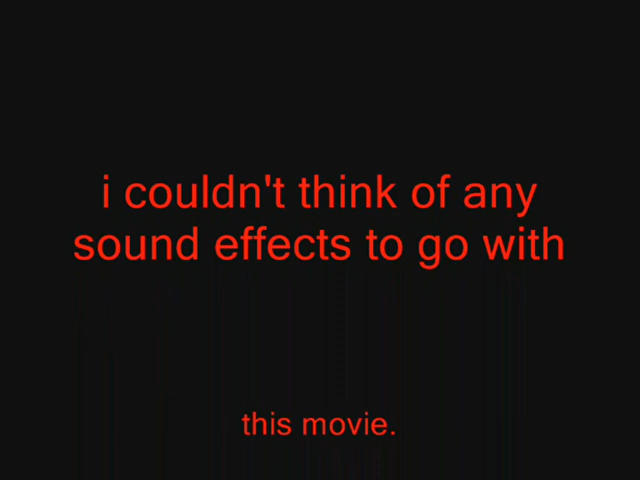 i couldn't think of any
sound effects to go with
this movie.